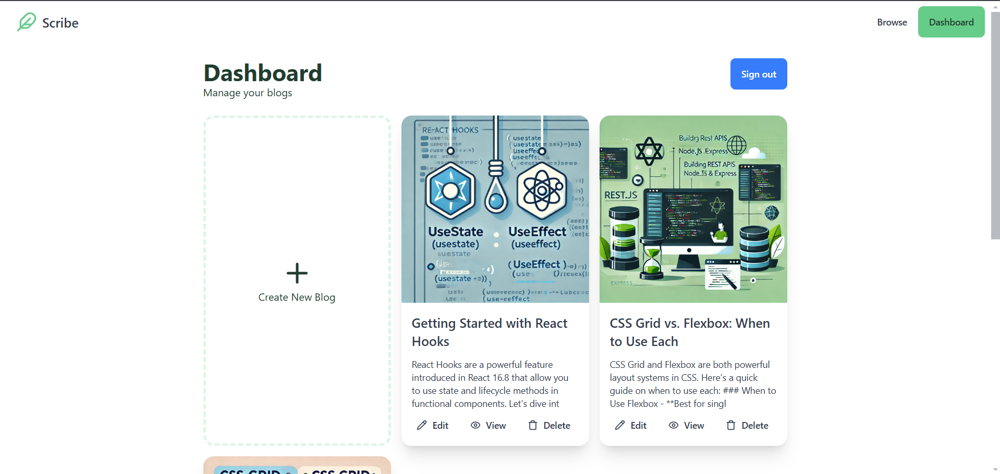 Scribe
Browse
Dashboard
Dashboard
Manage your blogs
Sign out
Create New Blog
RE-ACT HOOKS
usestate
UseState
(usestate)
UseEffect
(useeffect)
(UseEffect)
(usestate
Getting Started with React
Hooks
React Hooks are a powerful feature
introduced in React 16.8 that allow you
to use state and lifecycle methods in
functional components. Let's dive int
Edit
View
Delete
Buildig Rest APIS
Node.Js .Express
Building REST APIS
Node.JS & Express
REST.JS
EXPRESS
CSS Grid vs. Flexbox: When
to Use Each
CSS Grid and Flexbox are both powerful
layout systems in CSS. Here’s a quick
guide on when to use each: ### When to
Use Flexbox - **Best for singl
Edit
View
Delete
CSS GRID
CSS GRID